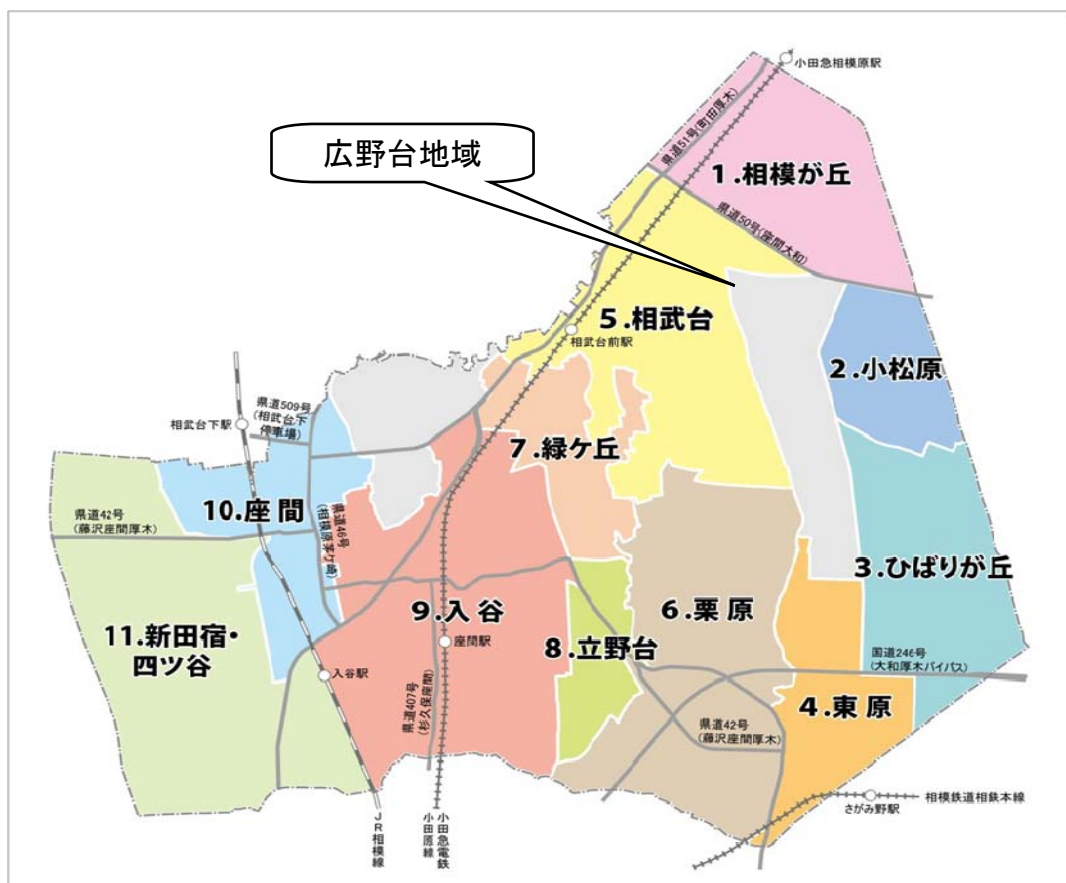 小田急相模原駅
県道51号(町田厚木)
広野台地域
1.相模が丘
県道50号(座間大和)
5.相武台
相武台前駅
2.小松原
県道509号
(相武台下
停車場)
相武台下駅
7.緑ケ丘
10.座間
県道42号
(藤沢座間厚木)
県道46号
(相模原茅ケ崎)
3.ひばりが丘
9.入谷
6.栗原
11.新田宿・
四ツ谷
座間駅
8.立野台
国道246号
(大和厚木バイパス)
入谷駅
県道407号
(杉久保座間)
4.東原
県道42号
(藤沢座間厚木)
さがみ野駅
相模鉄道相鉄本線
JR相模線
小田急電鉄
小田原線